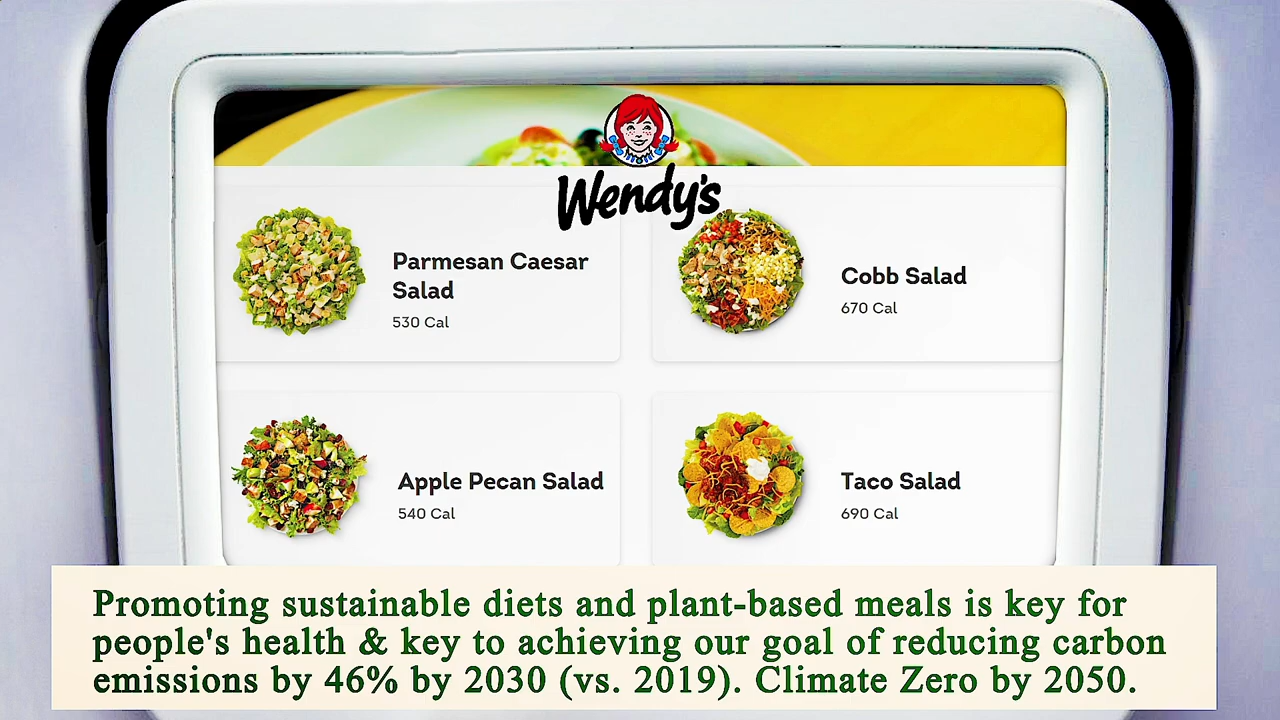 Wendy's
Parmesan Caesar
Salad
530 Cal
Cobb Salad
670 Cal
Apple Pecan Salad
540 Cal
Taco Salad
690 Cal
Promoting sustainable diets and plant-based meals is key for
people's health & key to achieving our goal of reducing carbon
emissions by 46% by 2030 (vs. 2019). Climate Zero by 2050.